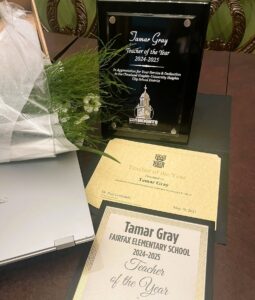 Tamar Gray
Teacher of the Year
2024-2025
In Appreciation for Your Service & Dedication
to the Cleveland Heights-University Heights
City School District
Teacher of the Year
Tamar Gray
May 2025
Tamar Gray
FAIRFAX ELEMENTARY SCHOOL
2024-2025
Teacher
of the Year